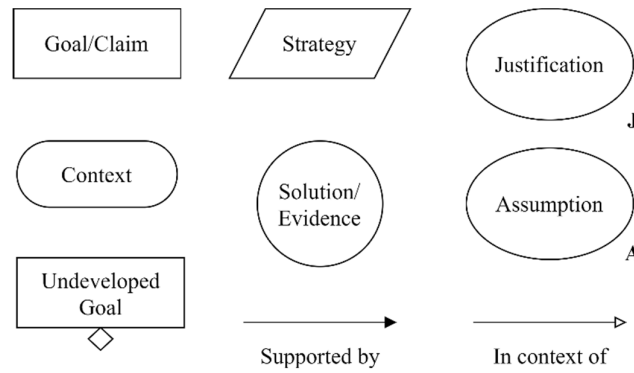 Goal/Claim
Strategy
Justification
J
Context
Solution/
Evidence
Assumption
A
Undeveloped
Goal
Supported by
In context of